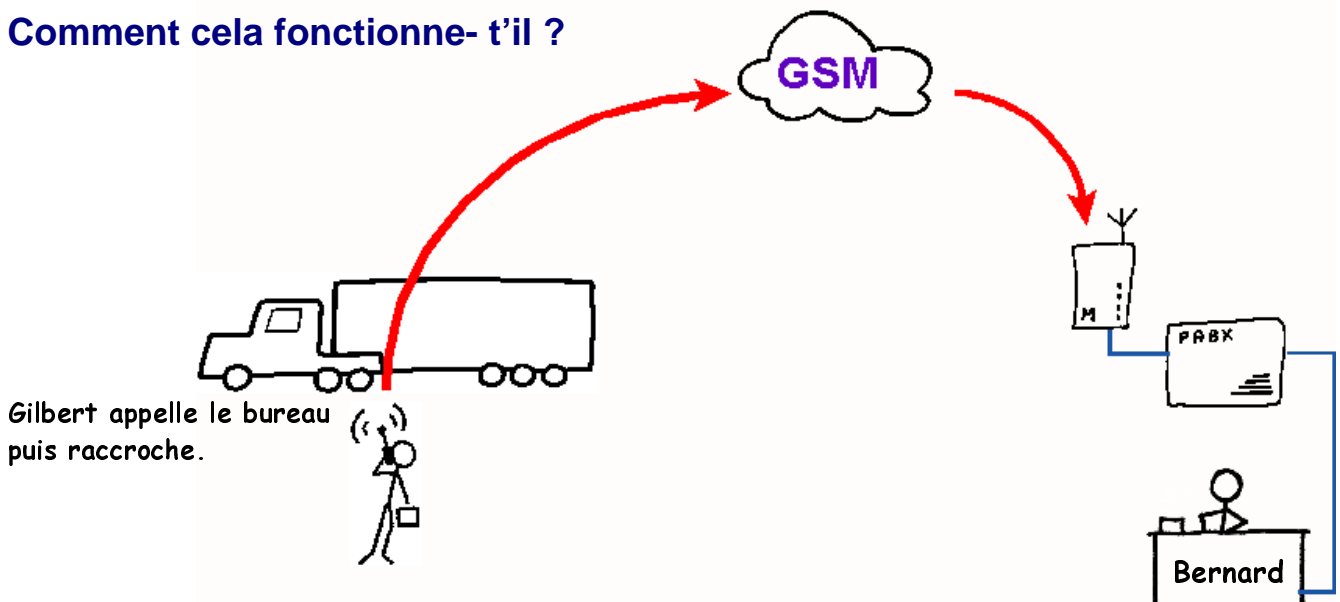 Comment cela fonctionne- t'il ?
GSM
M
PABX
Gilbert appelle le bureau
puis raccroche.
Bernard